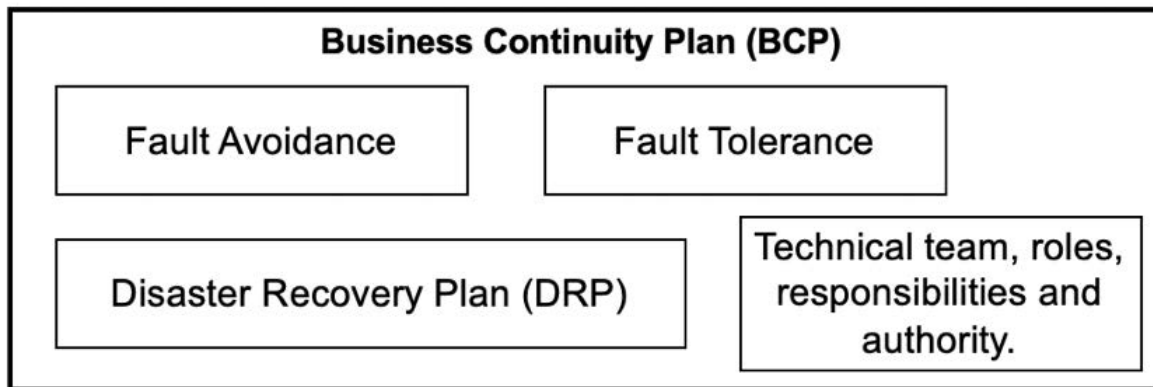 Business Continuity Plan (BCP)
Fault Avoidance
Fault Tolerance
Disaster Recovery Plan (DRP)
Technical team, roles,
responsibilities and
authority.